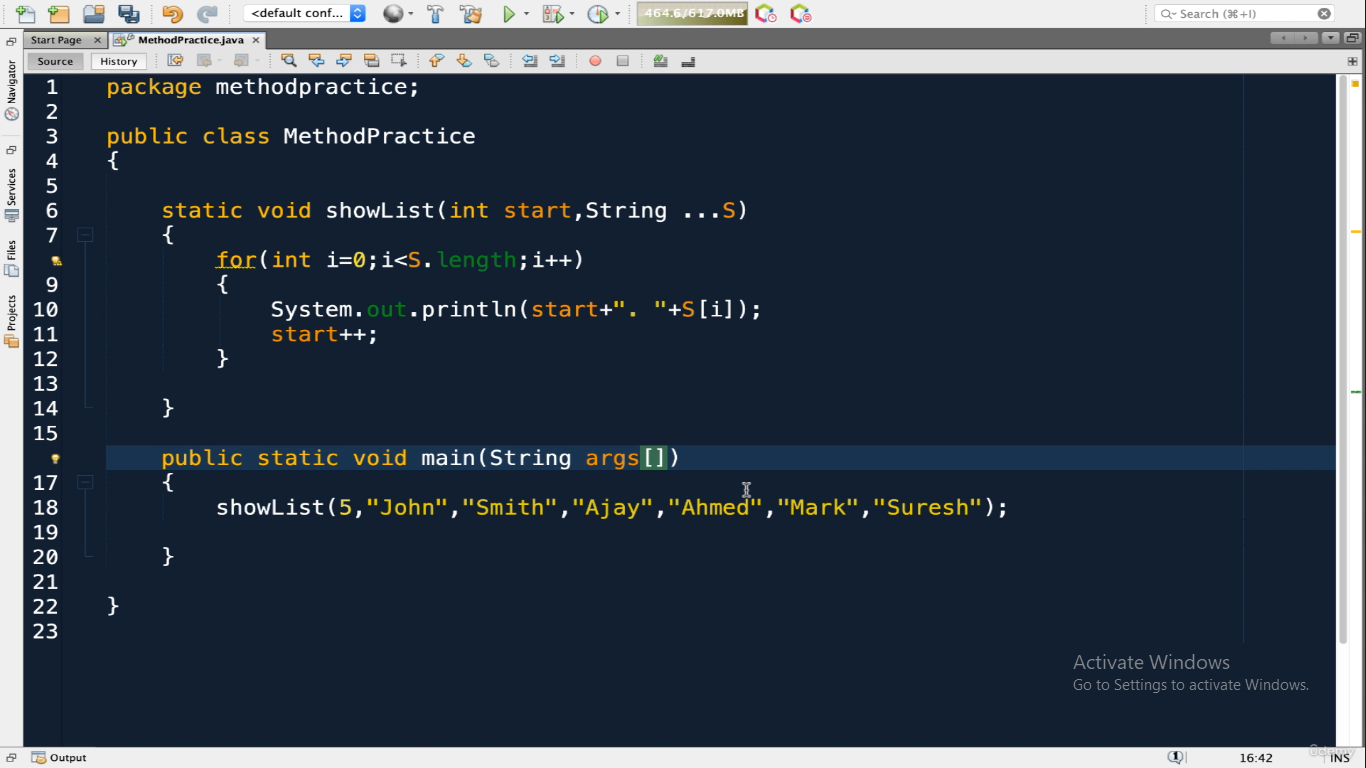 <default conf...
464.6/617.0MB
Search (⌘+I)
Start Page
MethodPractice.java
Source
History
Navigator
Services
Files
Projects
1 package methodpractice;
2
3 public class MethodPractice
4 {
5
6 static void showList(int start,String ...S)
7 {
for(int i=0;i<S.length;i++)
9 {
10 System.out.println(start+". "+S[i]);
11 start++;
12 }
13
14 }
15
public static void main(String args[])
17 {
18 showList(5,"John","Smith","Ajay","Ahmed","Mark","Suresh");
19
20 }
21
22 }
23
Activate Windows
Go to Settings to activate Windows.
Output
1
16:42
INS
Udemy